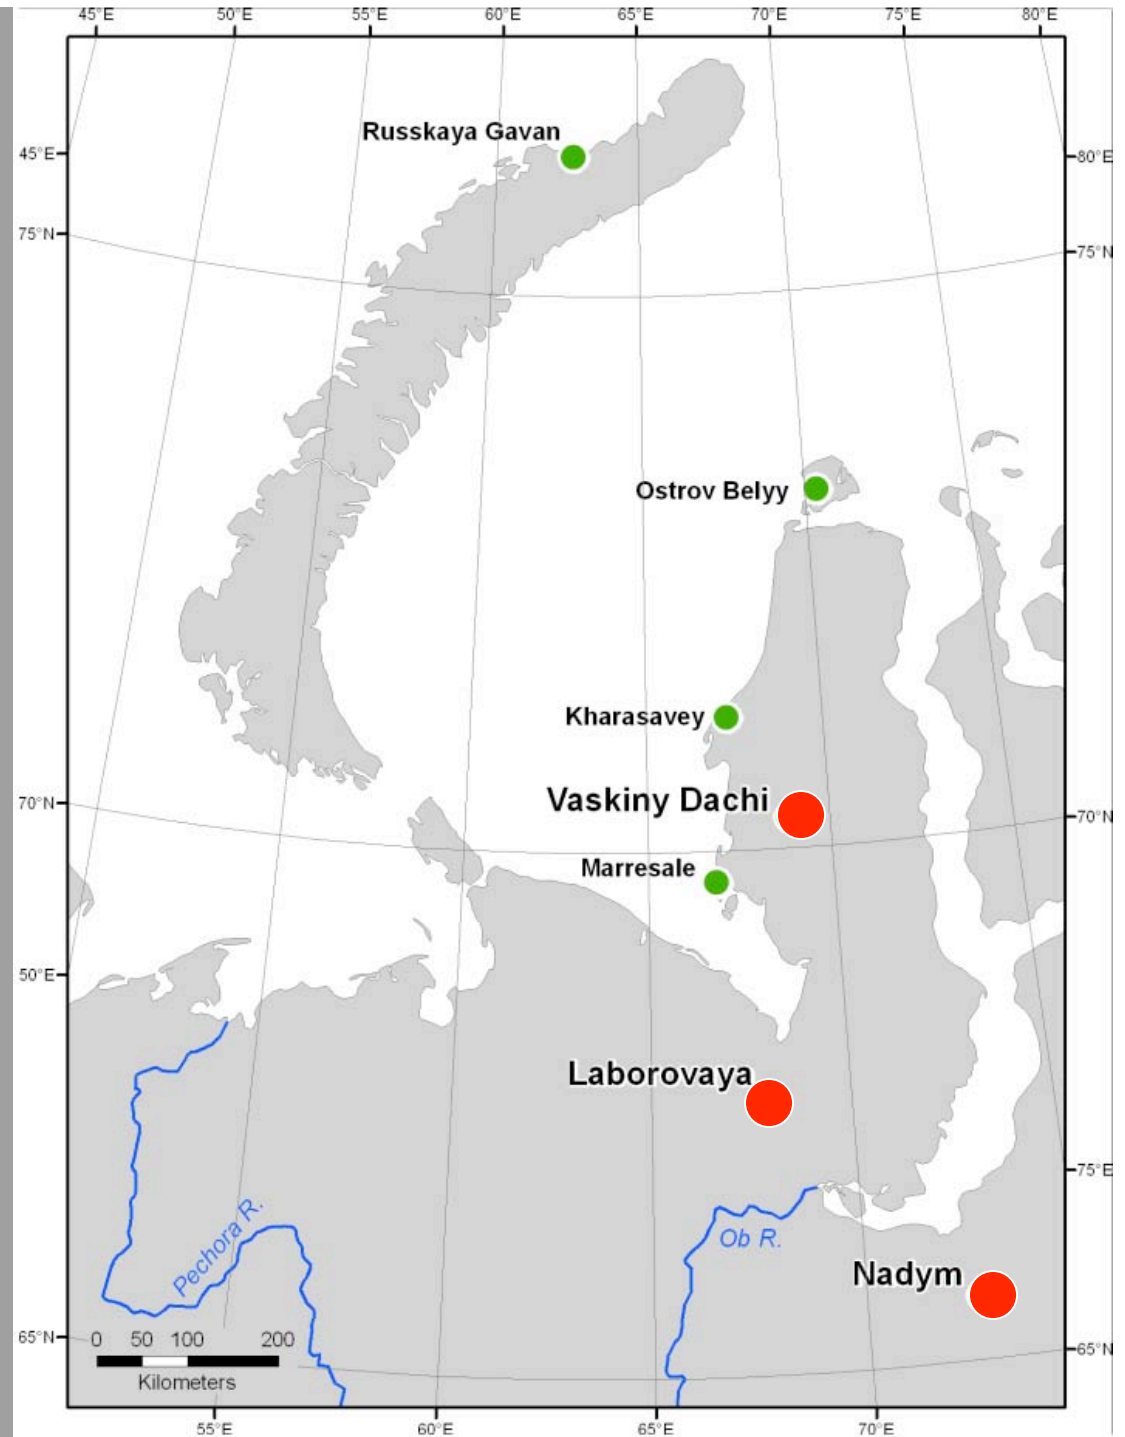 45°E 50°E 55°E 60°E 65°E 70°E 75°E 80°E
Russkaya Gavan
45°E 80°E
75°N 75°N
Ostrov Belyy
Kharasavey
Vaskiny Dachi
70°N 70°N
Marresale
50°E
Laborovaya
75°E
Pechora R.
Ob R.
Nadym
65°N 65°N
0 50 100 200
Kilometers
55°E 60°E 65°E 70°E